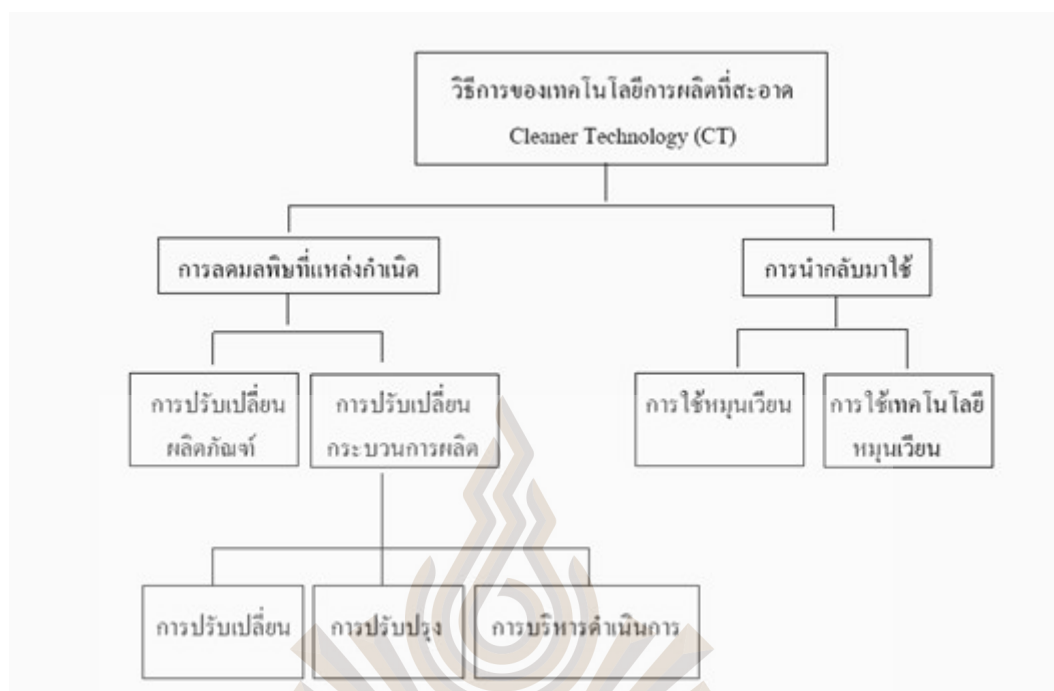 วิธีการของเทคโนโลยีการผลิตที่สะอาด
Cleaner Technology (CT)
การลดมลพิษที่แหล่งกำเนิด
การนำกลับมาใช้
การปรับเปลี่ยน
ผลิตภัณฑ์
การปรับเปลี่ยน
กระบวนการผลิต
การใช้หมุนเวียน
การใช้เทคโนโลยี
หมุนเวียน
การปรับเปลี่ยน
การปรับปรุง
การบริหารดำเนินการ